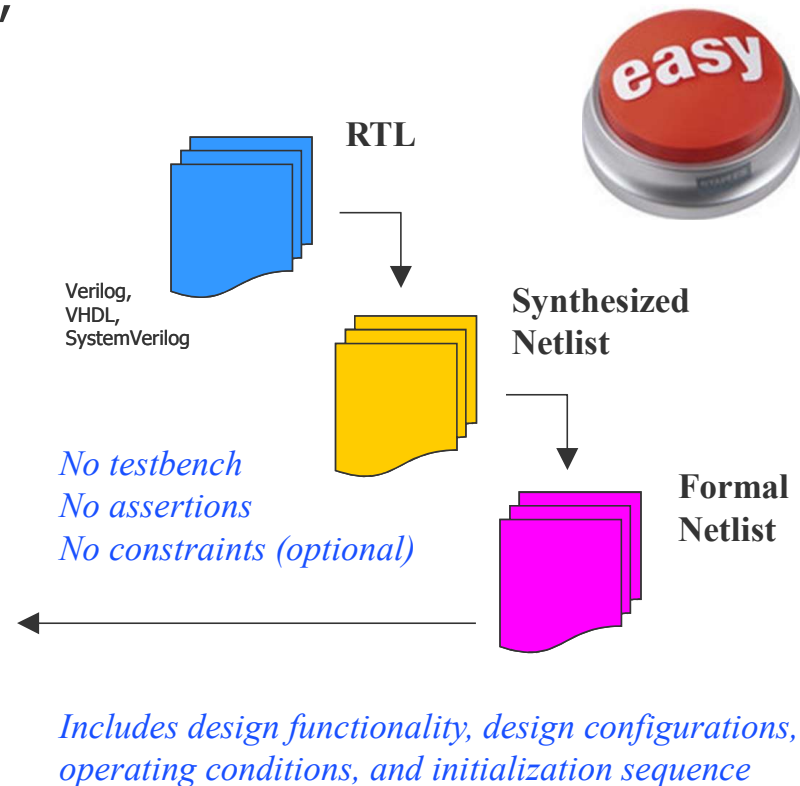 easy
RTL
Verilog,
VHDL,
SystemVerilog
Synthesized
Netlist
No testbench
No assertions
No constraints (optional)
Formal
Netlist
Includes design functionality, design configurations,
operating conditions, and initialization sequence